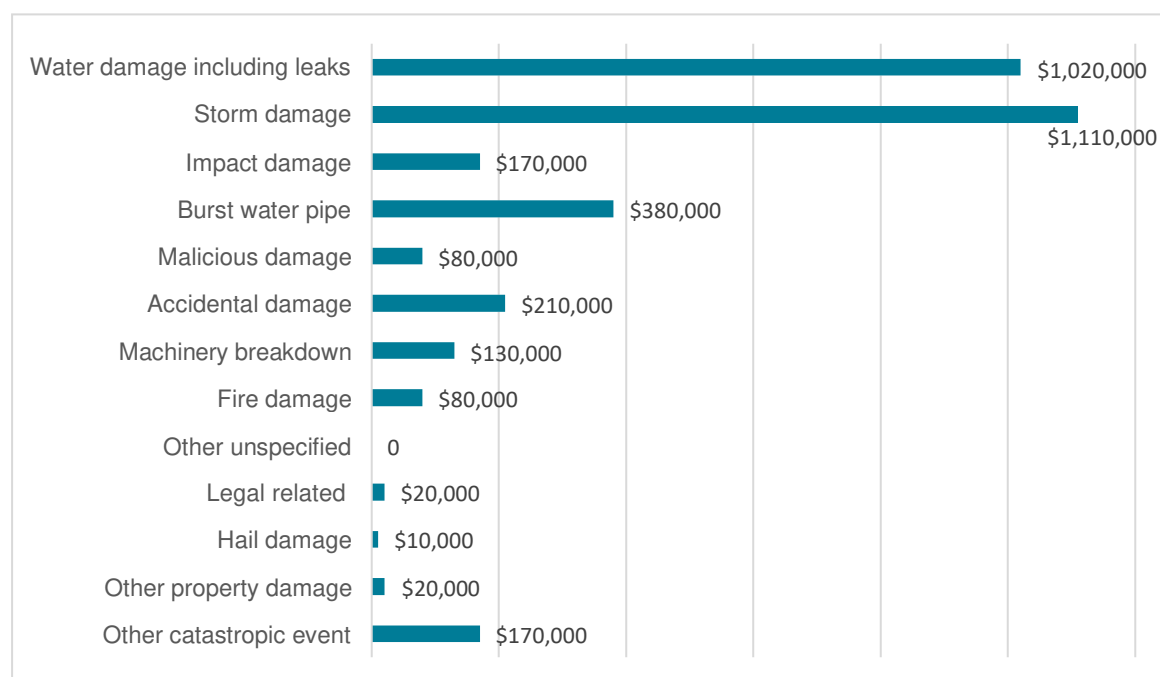 Water damage including leaks $1,020,000
Storm damage $1,110,000
Impact damage $170,000
Burst water pipe $380,000
Malicious damage $80,000
Accidental damage $210,000
Machinery breakdown $130,000
Fire damage $80,000
Other unspecified 0
Legal related $20,000
Hail damage $10,000
Other property damage $20,000
Other catastropic event $170,000